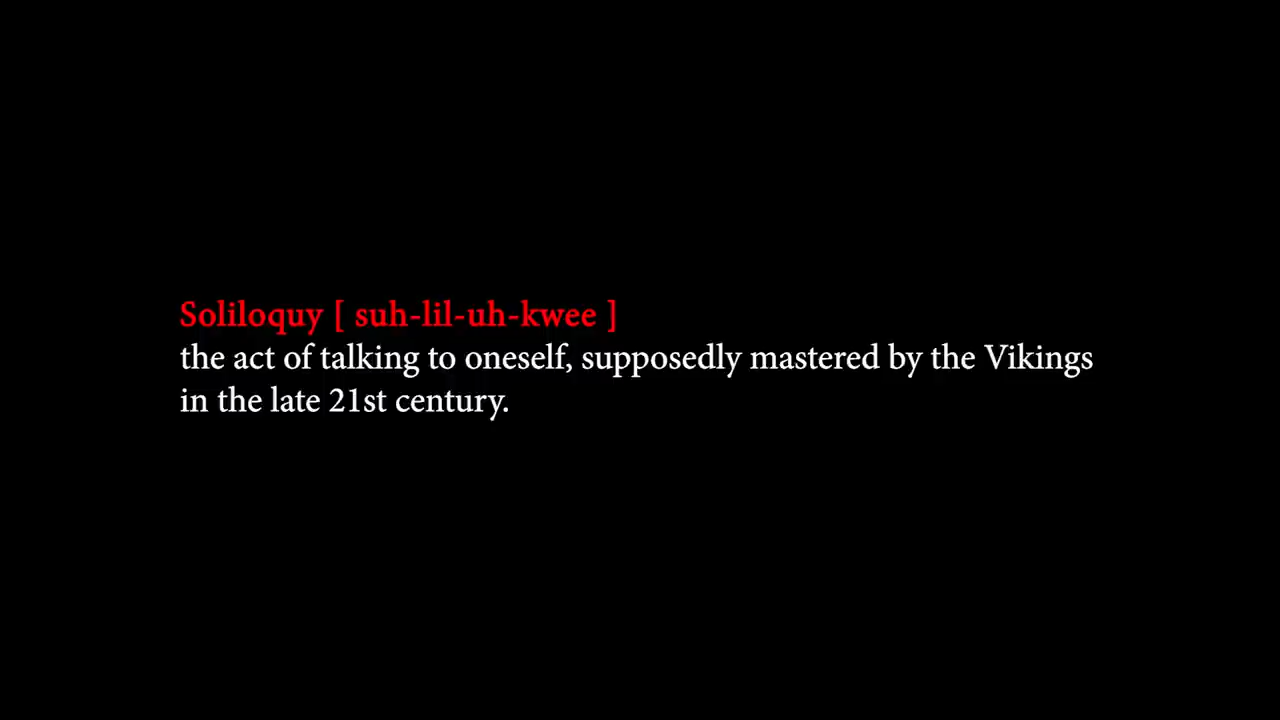 Soliloquy [ suh-lil-uh-kwee ]
the act of talking to oneself, supposedly mastered by the Vikings
in the late 21st century.